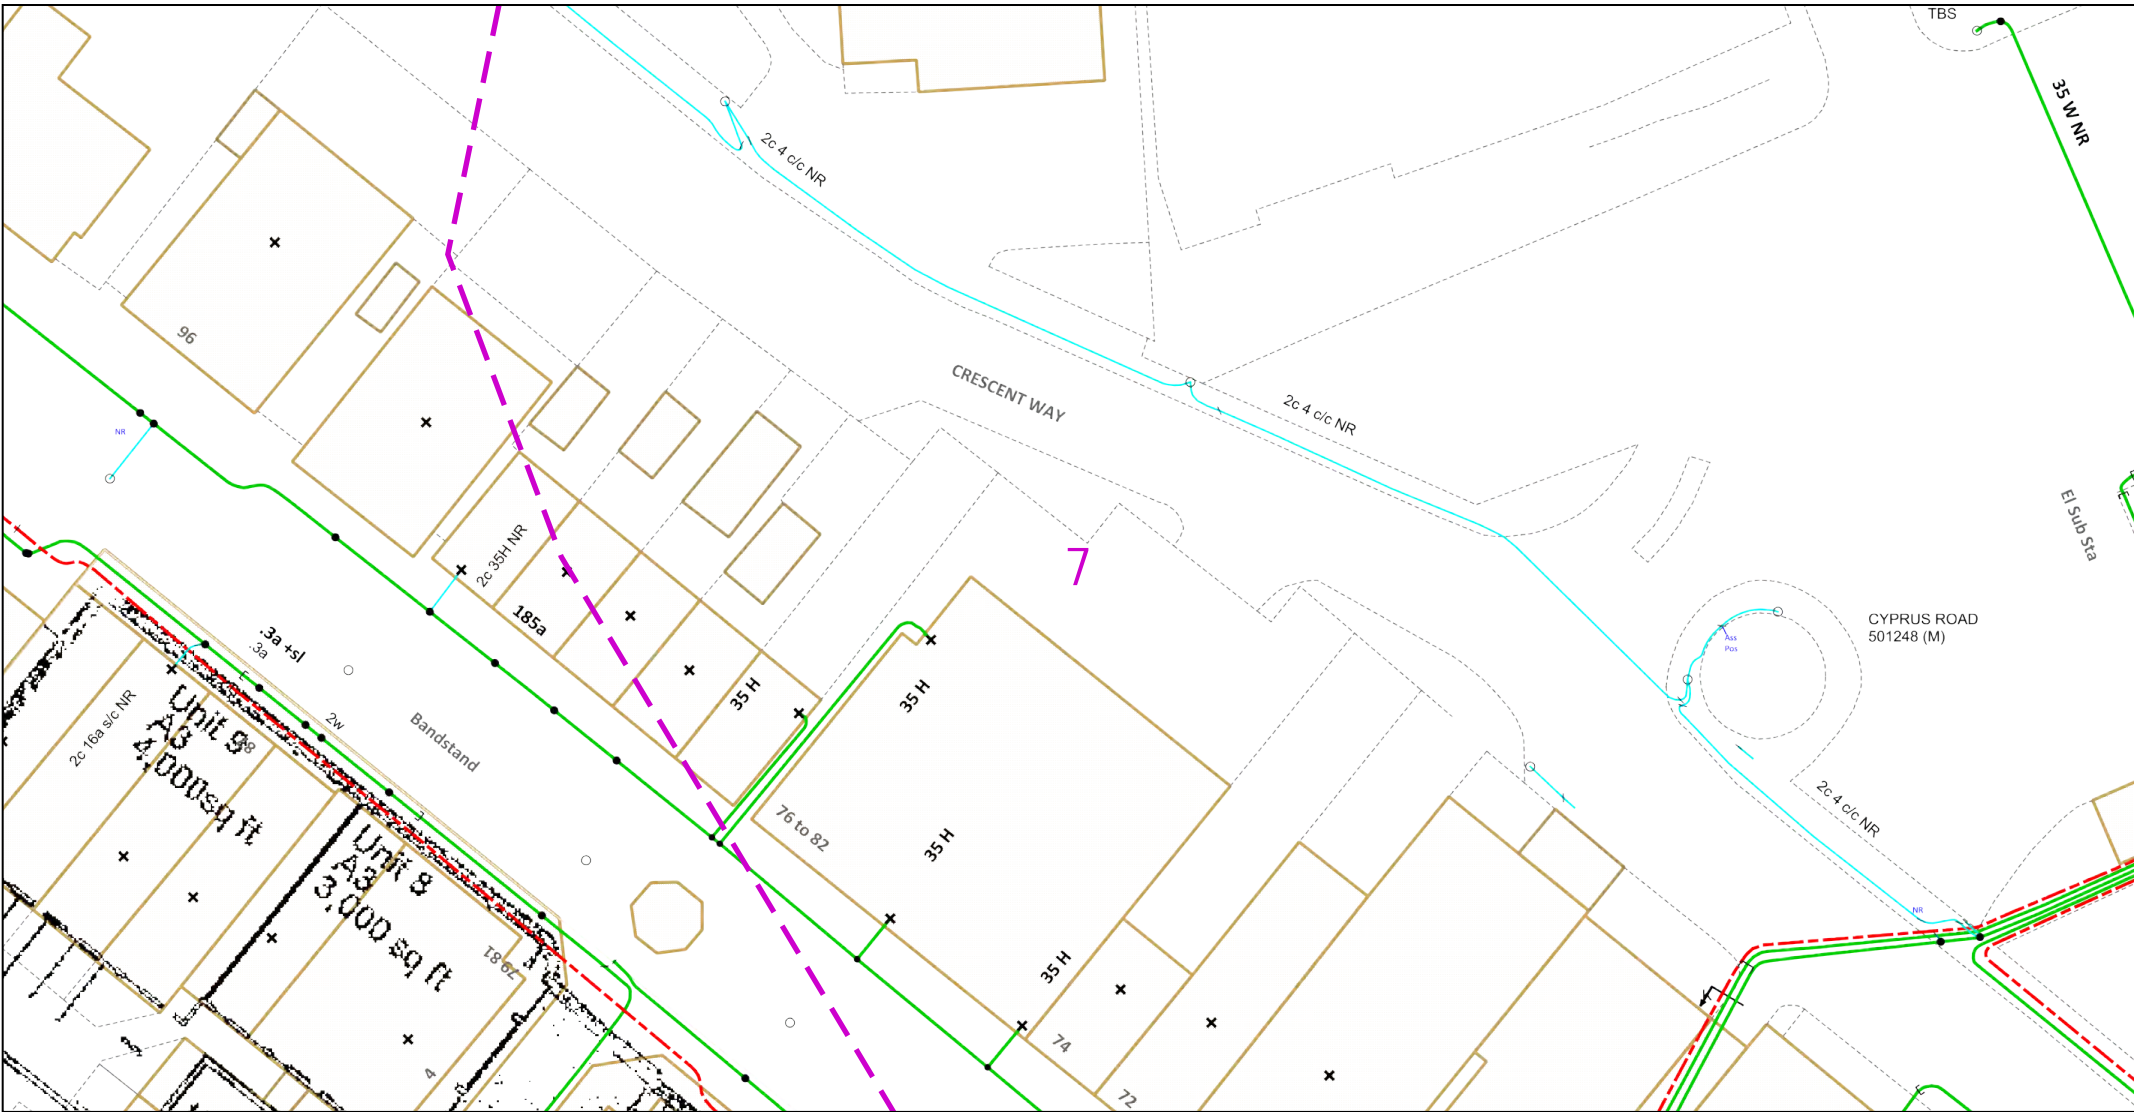 TBS
35 W NR
2c 4 c/c NR
96
CRESCENT WAY
2c 4 c/c NR
NR
El Sub Sta
2c 35H NR
7
185a
CYPRUS ROAD
501248 (M)
Ass
Pos
.3a +sl
.3a
35 H
35 H
2c 16a s/c NR
Unit 9
A3
4,000sq ft
2w
Bandstand
76 to 82
35 H
2c 4 c/c NR
Unit 8
A3
3,000 sq ft
NR
79 81
35 H
74
72
4